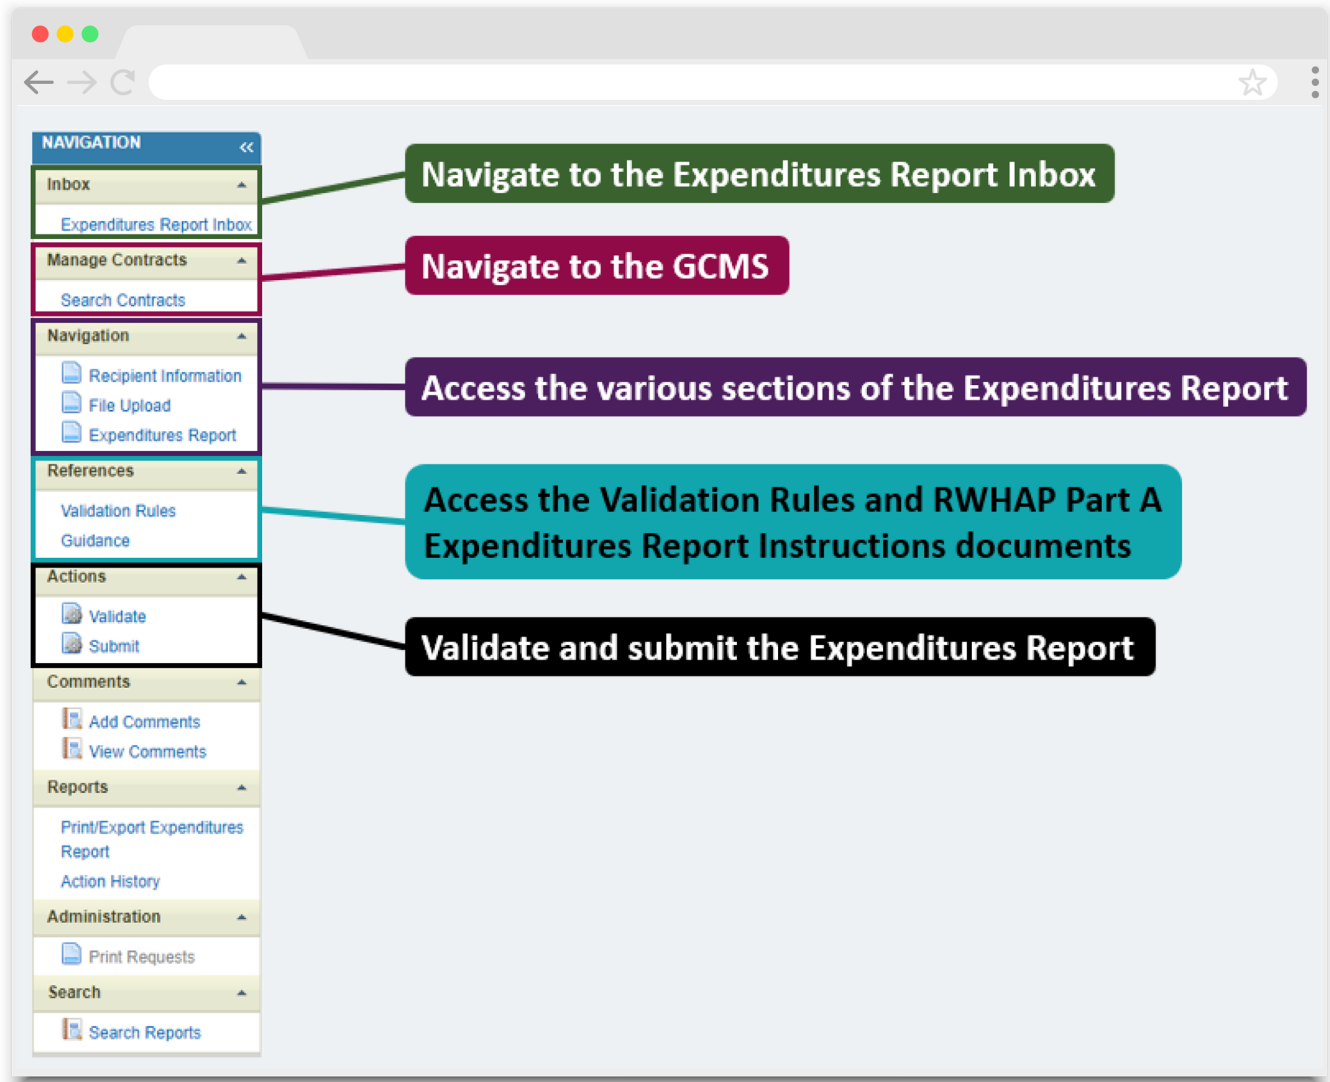 NAVIGATION «
Inbox
Expenditures Report Inbox
Manage Contracts
Search Contracts
Navigation
Recipient Information
File Upload
Expenditures Report
References
Validation Rules
Guidance
Actions
Validate
Submit
Comments
Add Comments
View Comments
Reports
Print/Export Expenditures
Report
Action History
Administration
Print Requests
Search
Search Reports
Navigate to the Expenditures Report Inbox
Navigate to the GCMS
Access the various sections of the Expenditures Report
Access the Validation Rules and RWHAP Part A
Expenditures Report Instructions documents
Validate and submit the Expenditures Report